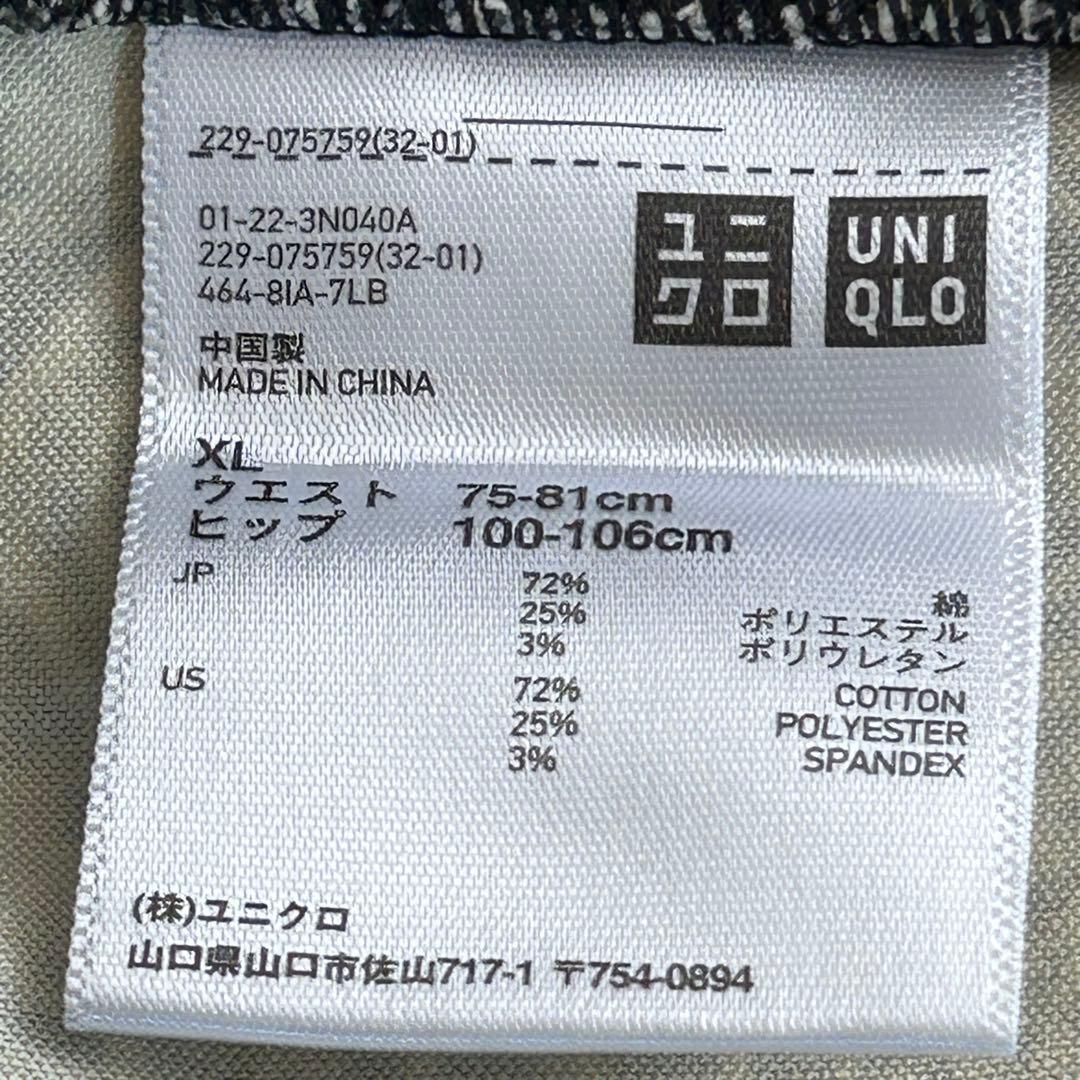 229-075759(32-01)
01-22-3N040A
229-075759(32-01)
464-8IA-7LB
ユニ
クロ
UNI
QLO
中国製
MADE IN CHINA
XL
ウエスト 75-81cm
ヒップ 100-106cm
JP 72% 綿
25% ポリエステル
3% ポリウレタン
US 72% COTTON
25% POLYESTER
3% SPANDEX
(株)ユニクロ
山口県山口市佐山717-1 〒754-0894